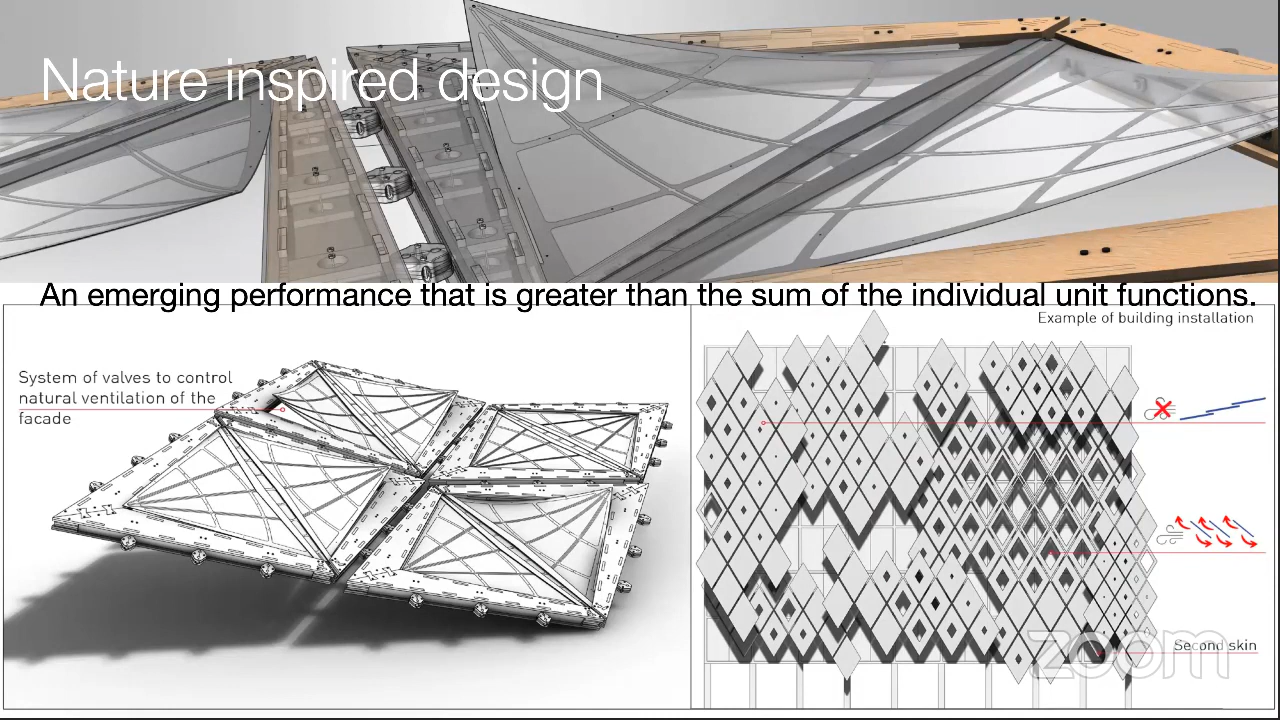 Nature inspired design
An emerging performance that is greater than the sum of the individual unit functions.
System of valves to control
natural ventilation of the
facade
Example of building installation
Second skin
zoom